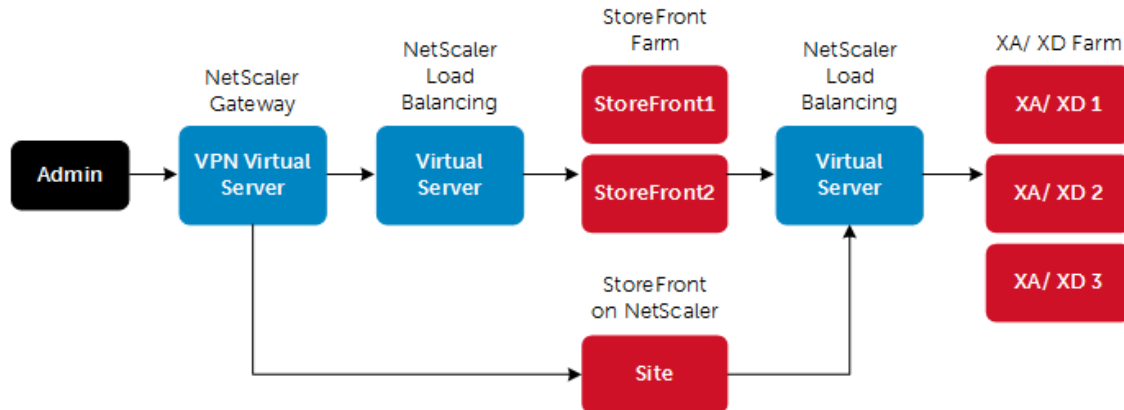 StoreFront
Farm
NetScaler
Load
Balancing
NetScaler
Load
Balancing
XA/ XD Farm
NetScaler
Gateway
StoreFront1
XA/ XD 1
Admin
VPN Virtual
Server
Virtual
Server
StoreFront2
Virtual
Server
XA/ XD 2
XA/ XD 3
StoreFront
on NetScaler
Site